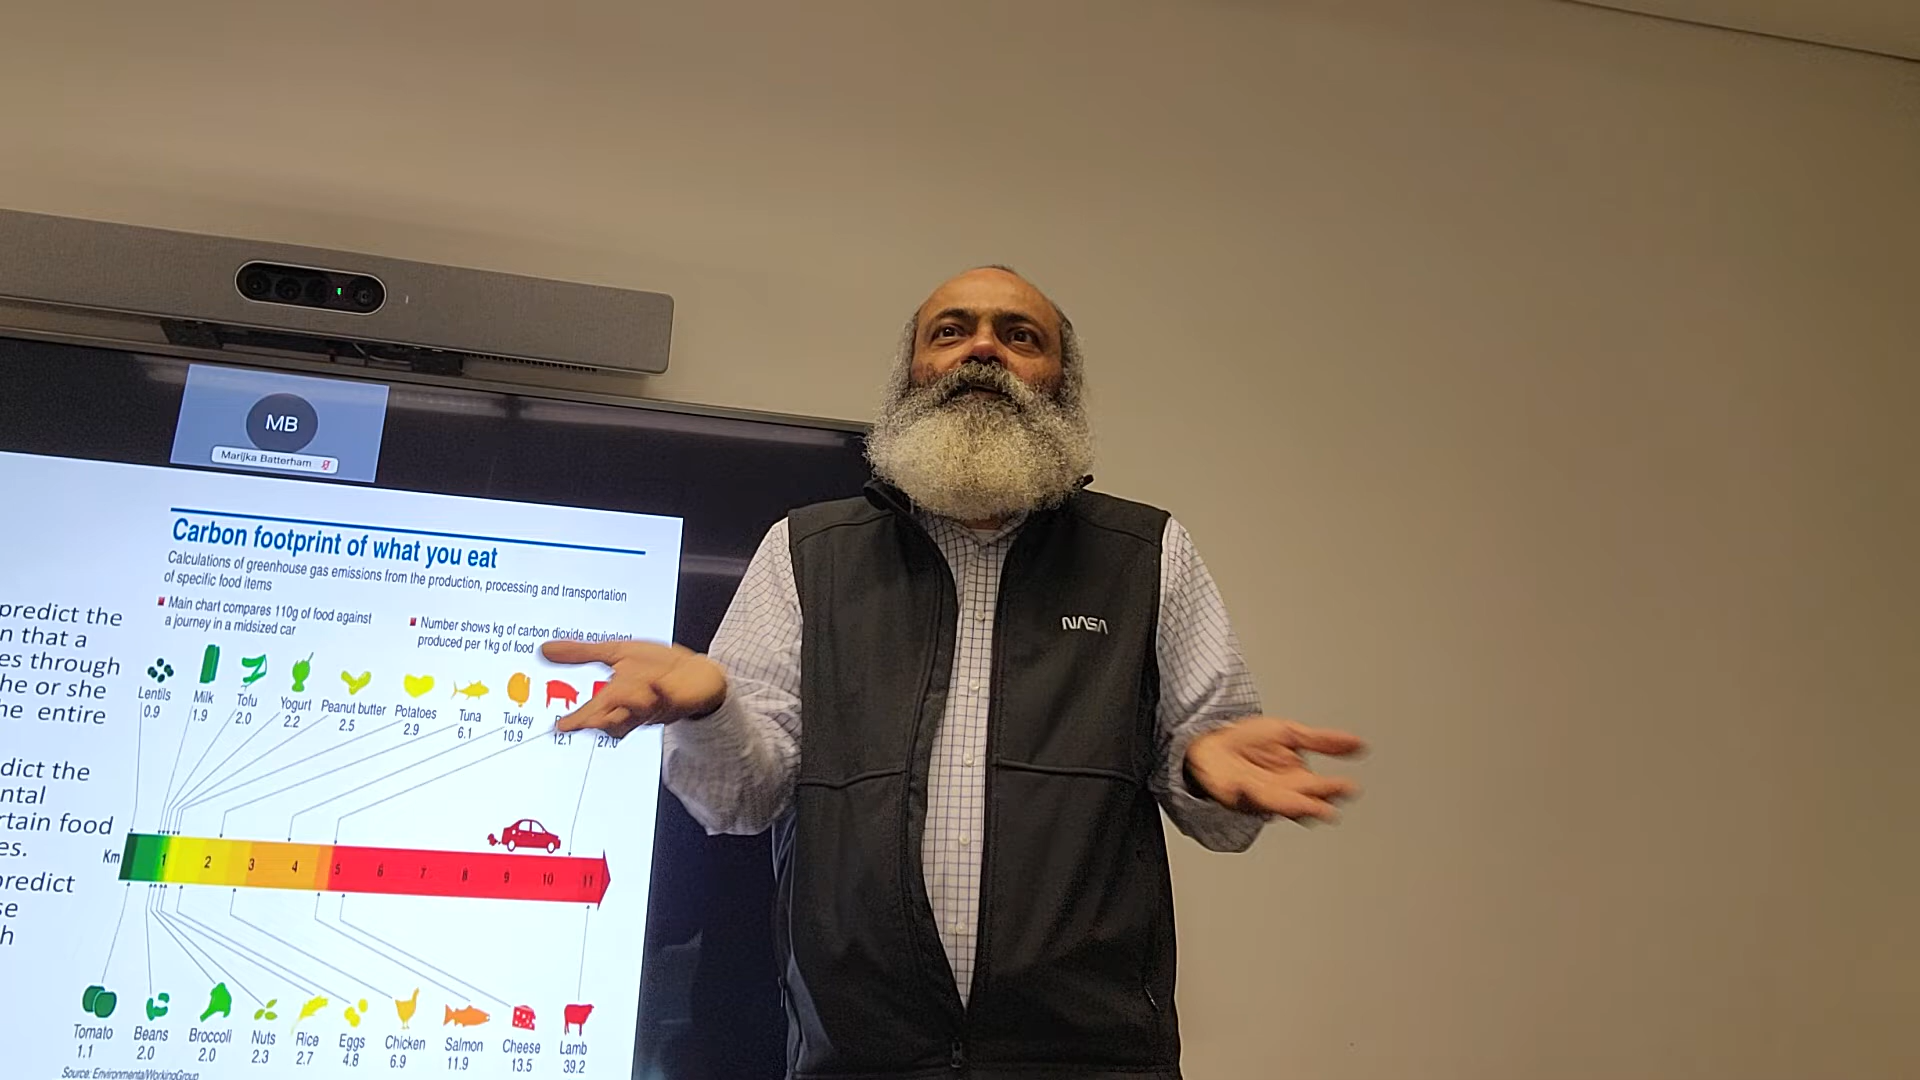 MB
Marijka Batterham
Carbon footprint of what you eat
Calculations of greenhouse gas emissions from the production, processing and transportation
of specific food items
Main chart compares 110g of food against
a journey in a midsized car
Number shows kg of carbon dioxide equivalent
produced per 1kg of food
predict the
n that a
es through
he or she
he entire
dict the
ntal
rtain food
es.
predict
se
h
Lentils
0.9
Milk
1.9
Tofu
2.0
Yogurt
2.2
Peanut butter
2.5
Potatoes
2.9
Tuna
6.1
Turkey
10.9
12.1
27.0
Km
1 2 3 4 5 6 7 8 9 10 11
Tomato
1.1
Beans
2.0
Broccoli
2.0
Nuts
2.3
Rice
2.7
Eggs
4.8
Chicken
6.9
Salmon
11.9
Cheese
13.5
Lamb
39.2
Source: EnvironmentalWorkingGroup
NASA